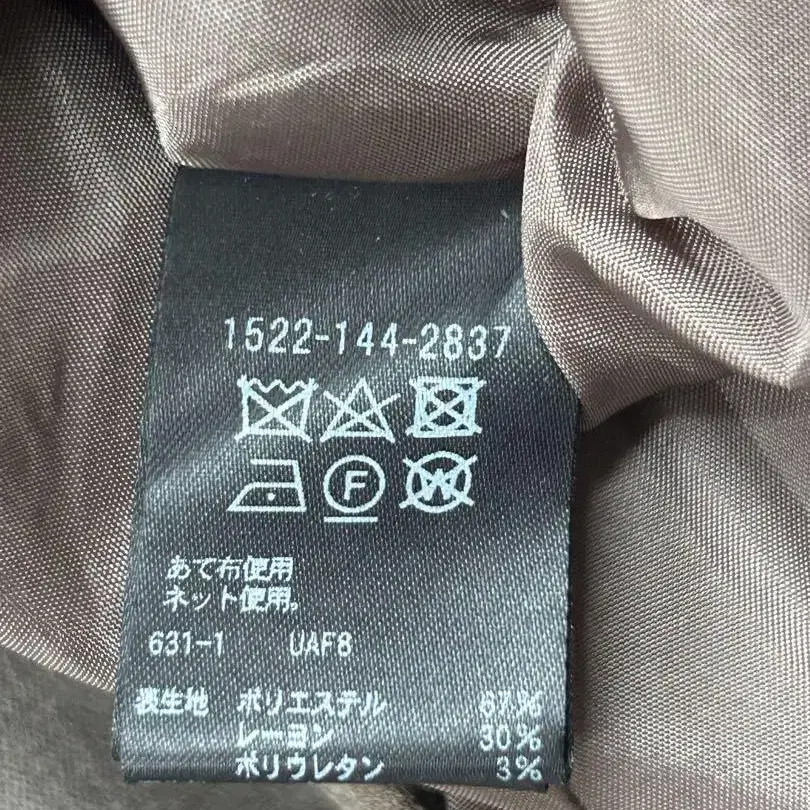 1522-144-2837
F
W
あて布使用
ネット使用。
631-1 UAF8
表生地 ポリエステル 67%
レーヨン 30%
ポリウレタン 3%